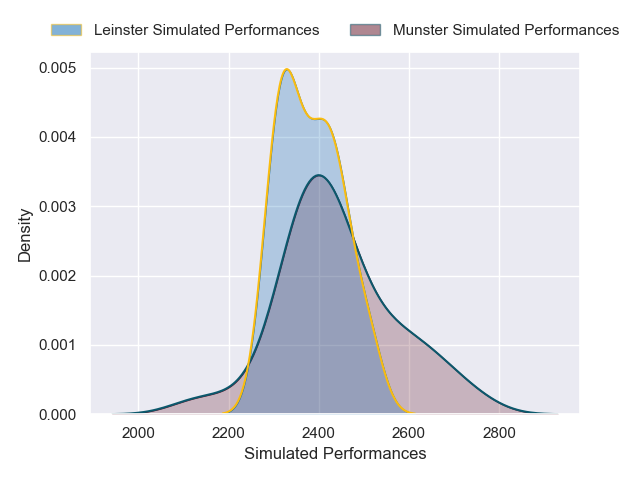 Leinster Simulated Performances Munster Simulated Performances
0.005
0.004
0.003
0.002
0.001
0.000
Density
2000 2200 2400 2600 2800
Simulated Performances